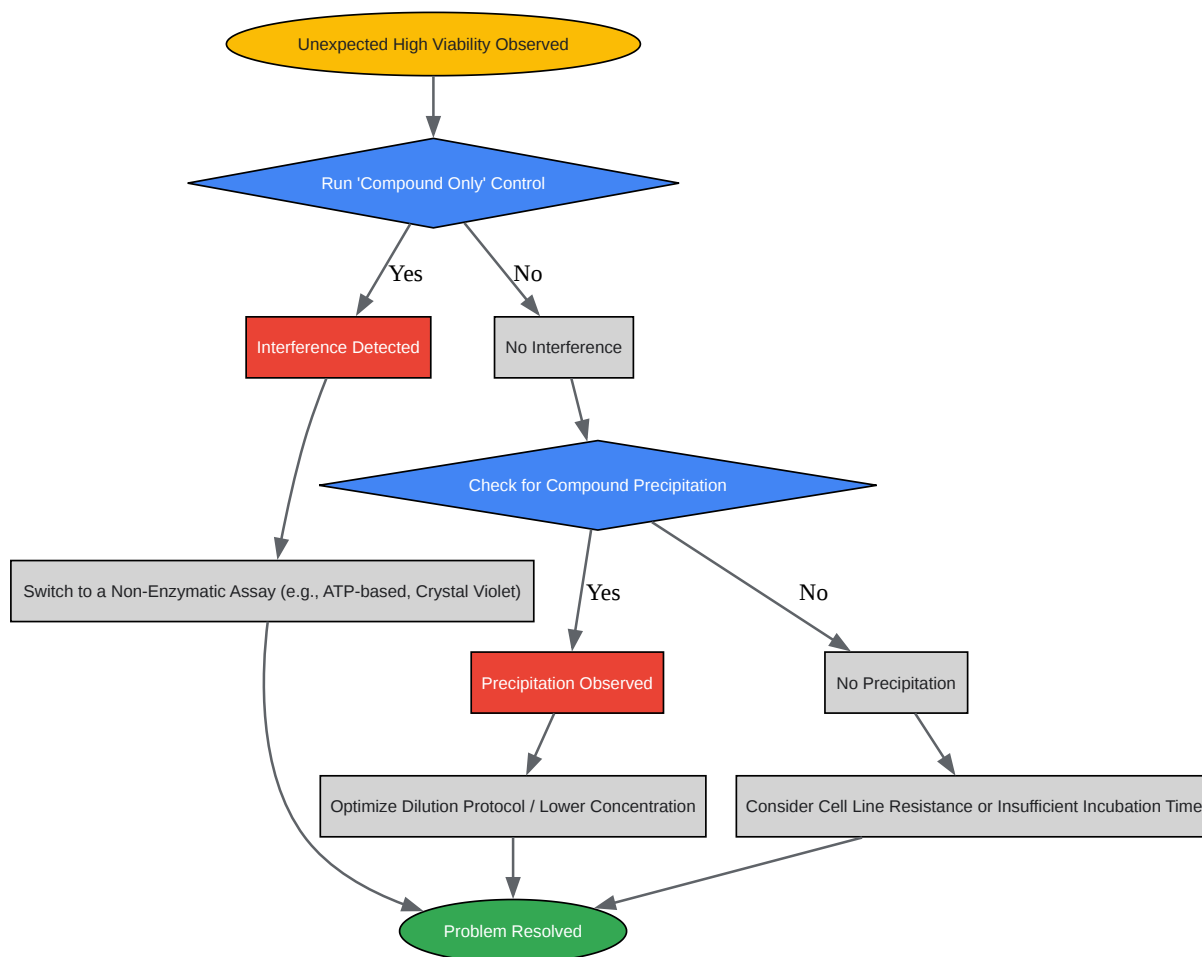 Unexpected High Viability Observed
Run 'Compound Only' Control
Yes
No
Interference Detected
No Interference
Check for Compound Precipitation
Switch to a Non-Enzymatic Assay (e.g., ATP-based, Crystal Violet)
Yes
No
Precipitation Observed
No Precipitation
Optimize Dilution Protocol / Lower Concentration
Consider Cell Line Resistance or Insufficient Incubation Time
Problem Resolved